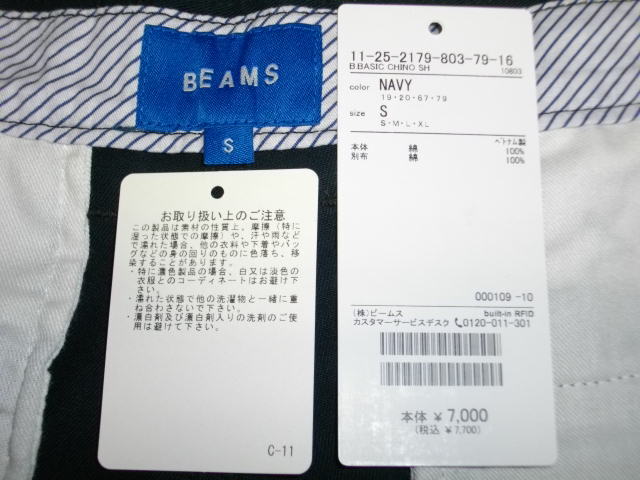 BEAMS
S
お取り扱い上のご注意
この製品は素材の性質上、摩擦(特に
湿った状態での摩擦)や、汗や雨など
で濡れた場合、他の衣料や下着やバッ
グなどの身の回りのものに色落ち、移
染することがあります。
・特に濃色製品の場合、白又は淡色の
衣服とのコーディネートはお避け下
さい。
・濡れた状態で他の洗濯物と一緒に重
ね合わさないで下さい。
・漂白剤及び漂白剤入りの洗剤のご使
用は避けて下さい。
C-11
11-25-2179-803-79-16
B.BASIC CHINO SH 10803
color NAVY
19・20・67・79
size S
S・M・L・XL
ベトナム製
本体 綿 100%
別布 綿 100%
000109 -10
(株)ビームス built-in RFID
カスタマーサービスデスク 0120-011-301
本体 ¥ 7,000
(税込 ¥ 7,700)